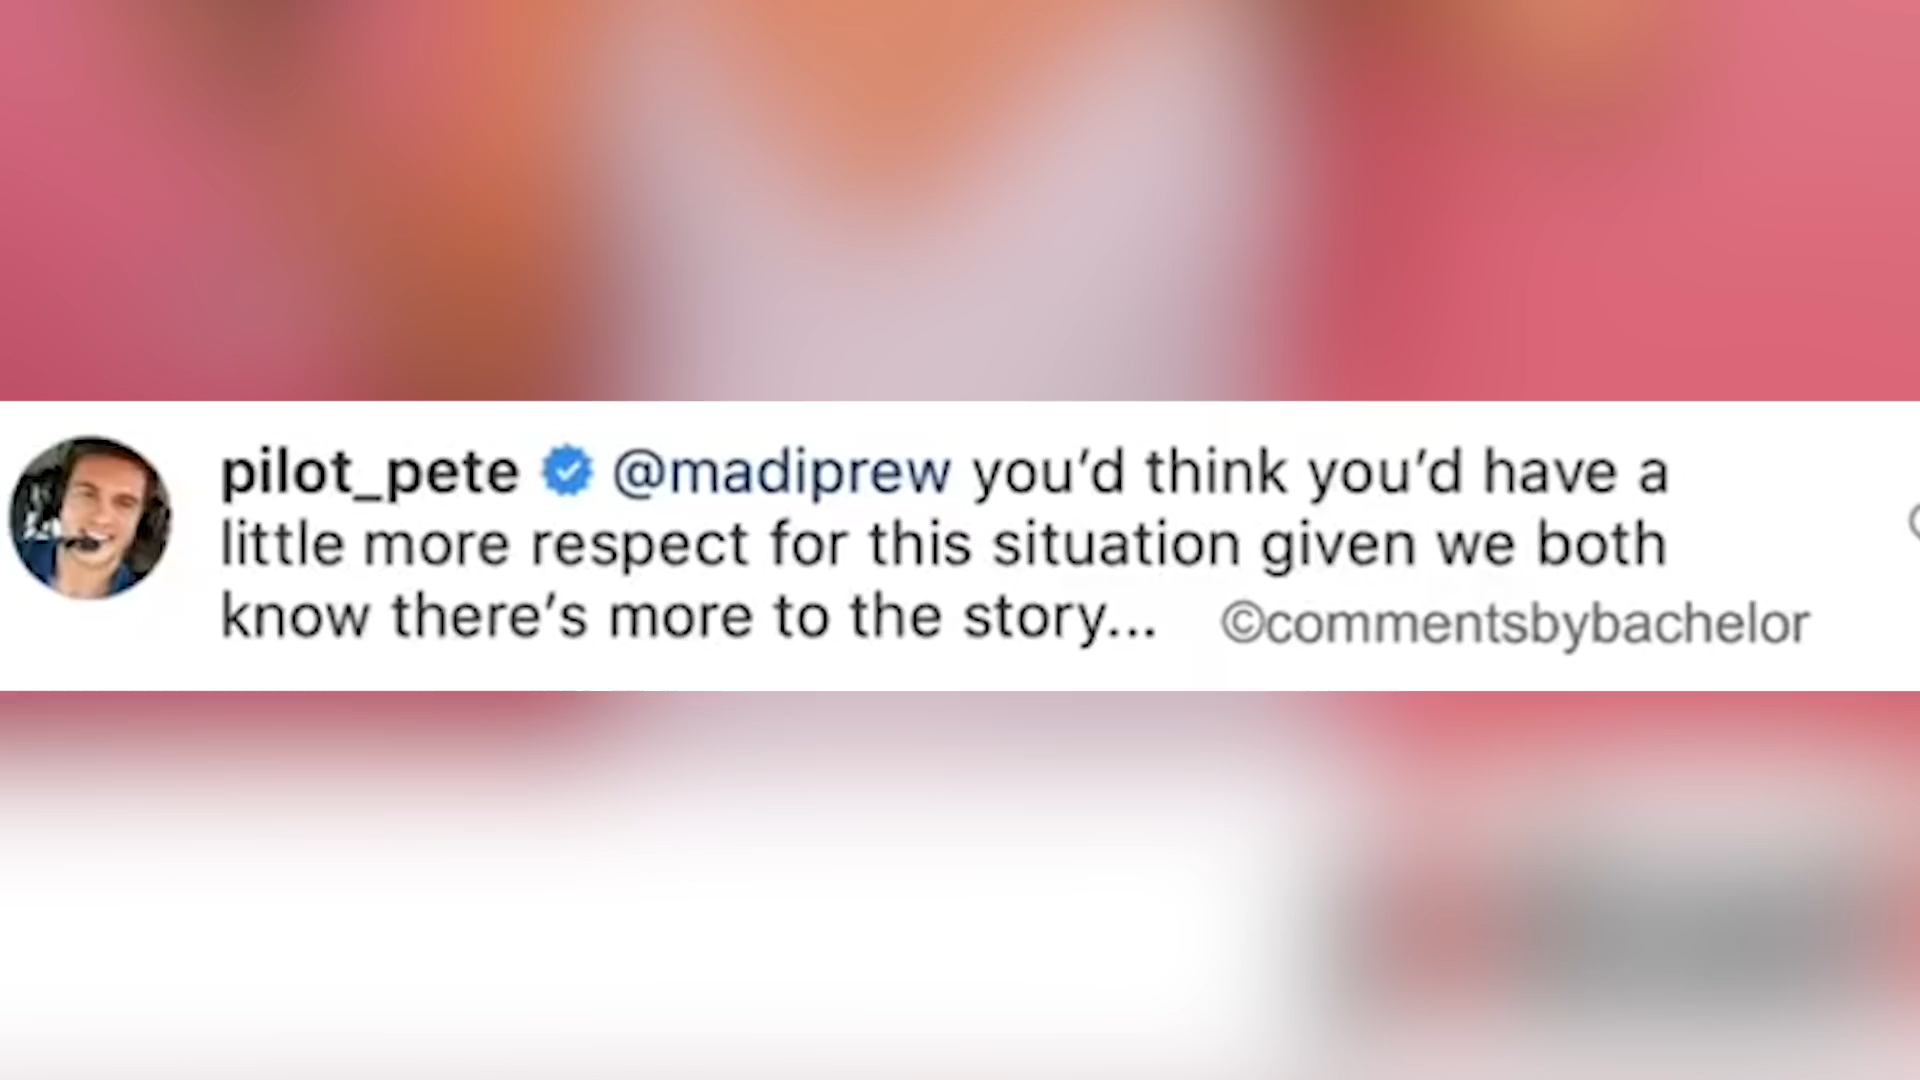 pilot_pete @madiprew you’d think you’d have a
little more respect for this situation given we both
know there’s more to the story...
©commentsbybachelor